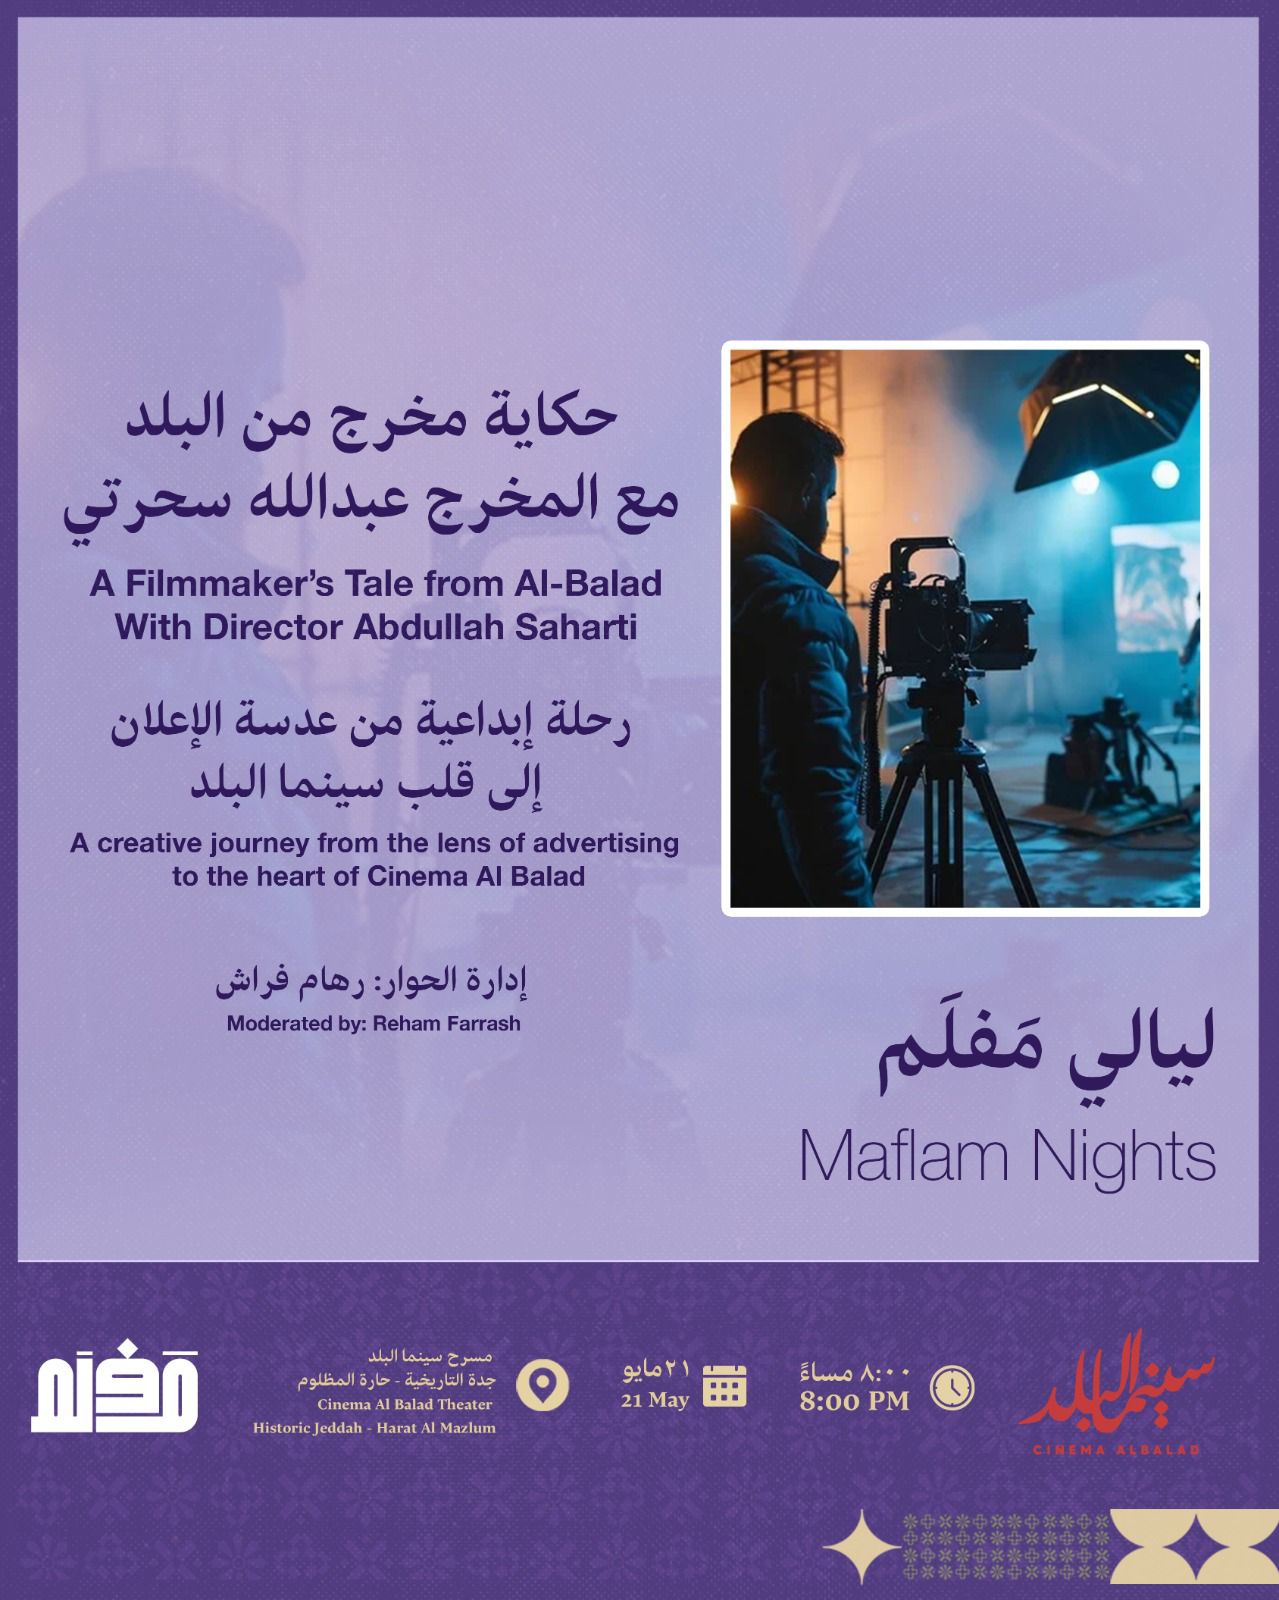 حكاية مخرج من البلد
مع المخرج عبدالله سحرتي
A Filmmaker’s Tale from Al-Balad
With Director Abdullah Saharti
رحلة إبداعية من عدسة الإعلان
إلى قلب سينما البلد
A creative journey from the lens of advertising
to the heart of Cinema Al Balad
إدارة الحوار: رهام فراش
Moderated by: Reham Farrash
ليالي مَفلَم
Maflam Nights
سينما البلد
CINEMA ALBALAD
٨:٠٠ مساءً
8:00 PM
٢١ مايو
21 May
مسرح سينما البلد
جدة التاريخية - حارة المظلوم
Cinema Al Balad Theater
Historic Jeddah - Harat Al Mazlum
مَفلَم